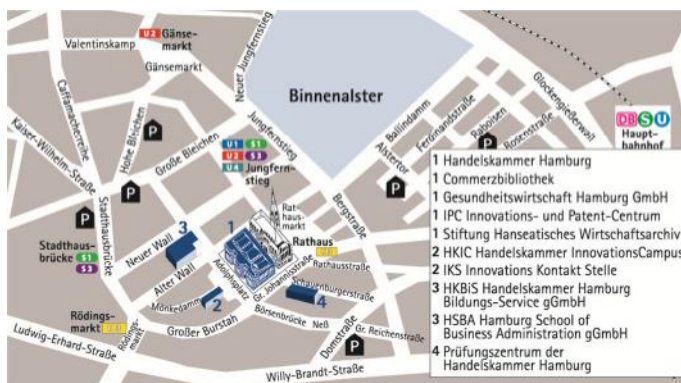 U2 Gänse-
markt
Valentinskamp
Gänsemarkt
Neuer Jungfernstieg
Binnenalster
Glockengießerwall
Ballindamm
Ferdinandstraße
Raboisen
Rosenstraße
Alstertor
DB S U
Haupt-
bahnhof
Caffamacherreihe
Kaiser-Wilhelm-Straße
Hohe Bleichen
Große Bleichen
Jungfernstieg
U1 S1
U2 S3
U4 Jungfern-
stieg
P
P
P
P
P
P
Bergstraße
Rat-
haus-
markt
Rathaus
Rathausstraße
Stadthausbrücke
Stadthaus-
brücke S1
S3
Neuer Wall
Alter Wall
Adolphsplatz
Gr. Johannisstraße
Schauenburgerstraße
Mönkedamm
Börsenbrücke
Neß
Großer Burstah
Domstraße
Gr. Reichenstraße
Rödings-
markt
Rödings-
markt
Ludwig-Erhard-Straße
Willy-Brandt-Straße
3
1
2
4
1 Handelskammer Hamburg
1 Commerzbibliothek
1 Gesundheitswirtschaft Hamburg GmbH
1 IPC Innovations- und Patent-Centrum
1 Stiftung Hanseatisches Wirtschaftsarchiv
2 HKIC Handelskammer InnovationsCampus
2 IKS Innovations Kontakt Stelle
3 HKBiS Handelskammer Hamburg
Bildungs-Service gGmbH
3 HSBA Hamburg School of
Business Administration gGmbH
4 Prüfungszentrum der
Handelskammer Hamburg